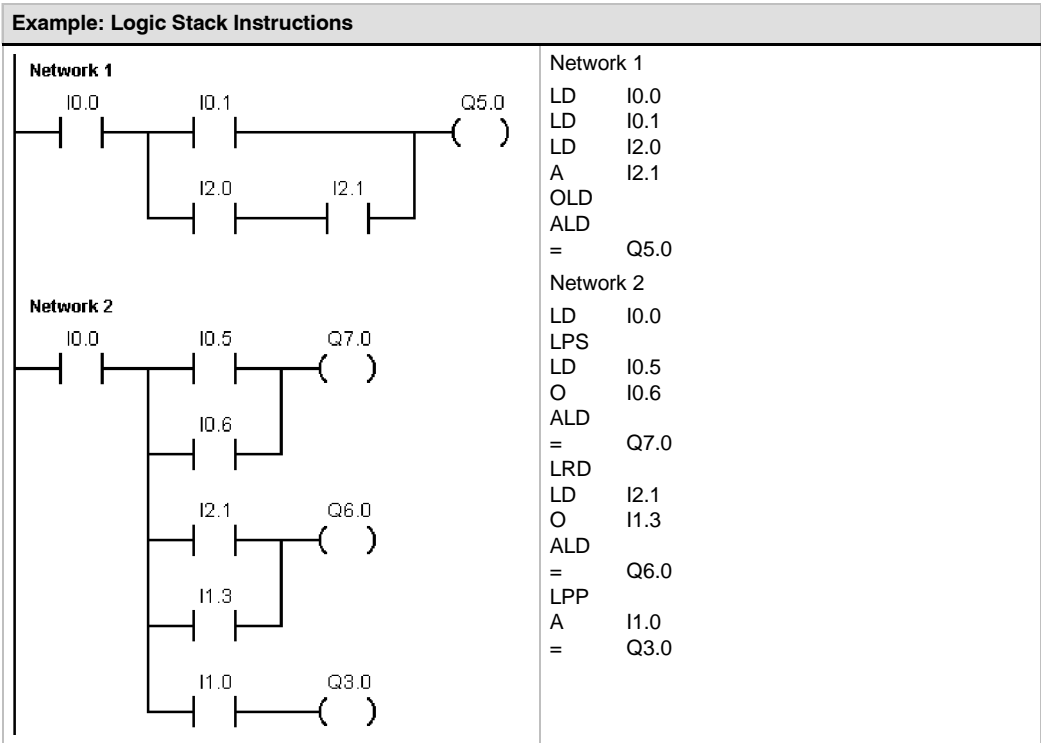 Example: Logic Stack Instructions
Network 1
I0.0 I0.1 Q5.0
I2.0 I2.1
Network 2
I0.0 I0.5 Q7.0
I0.6
I2.1 Q6.0
I1.3
I1.0 Q3.0
Network 1
LD I0.0
LD I0.1
LD I2.0
A I2.1
OLD
ALD
= Q5.0
Network 2
LD I0.0
LPS
LD I0.5
O I0.6
ALD
= Q7.0
LRD
LD I2.1
O I1.3
ALD
= Q6.0
LPP
A I1.0
= Q3.0